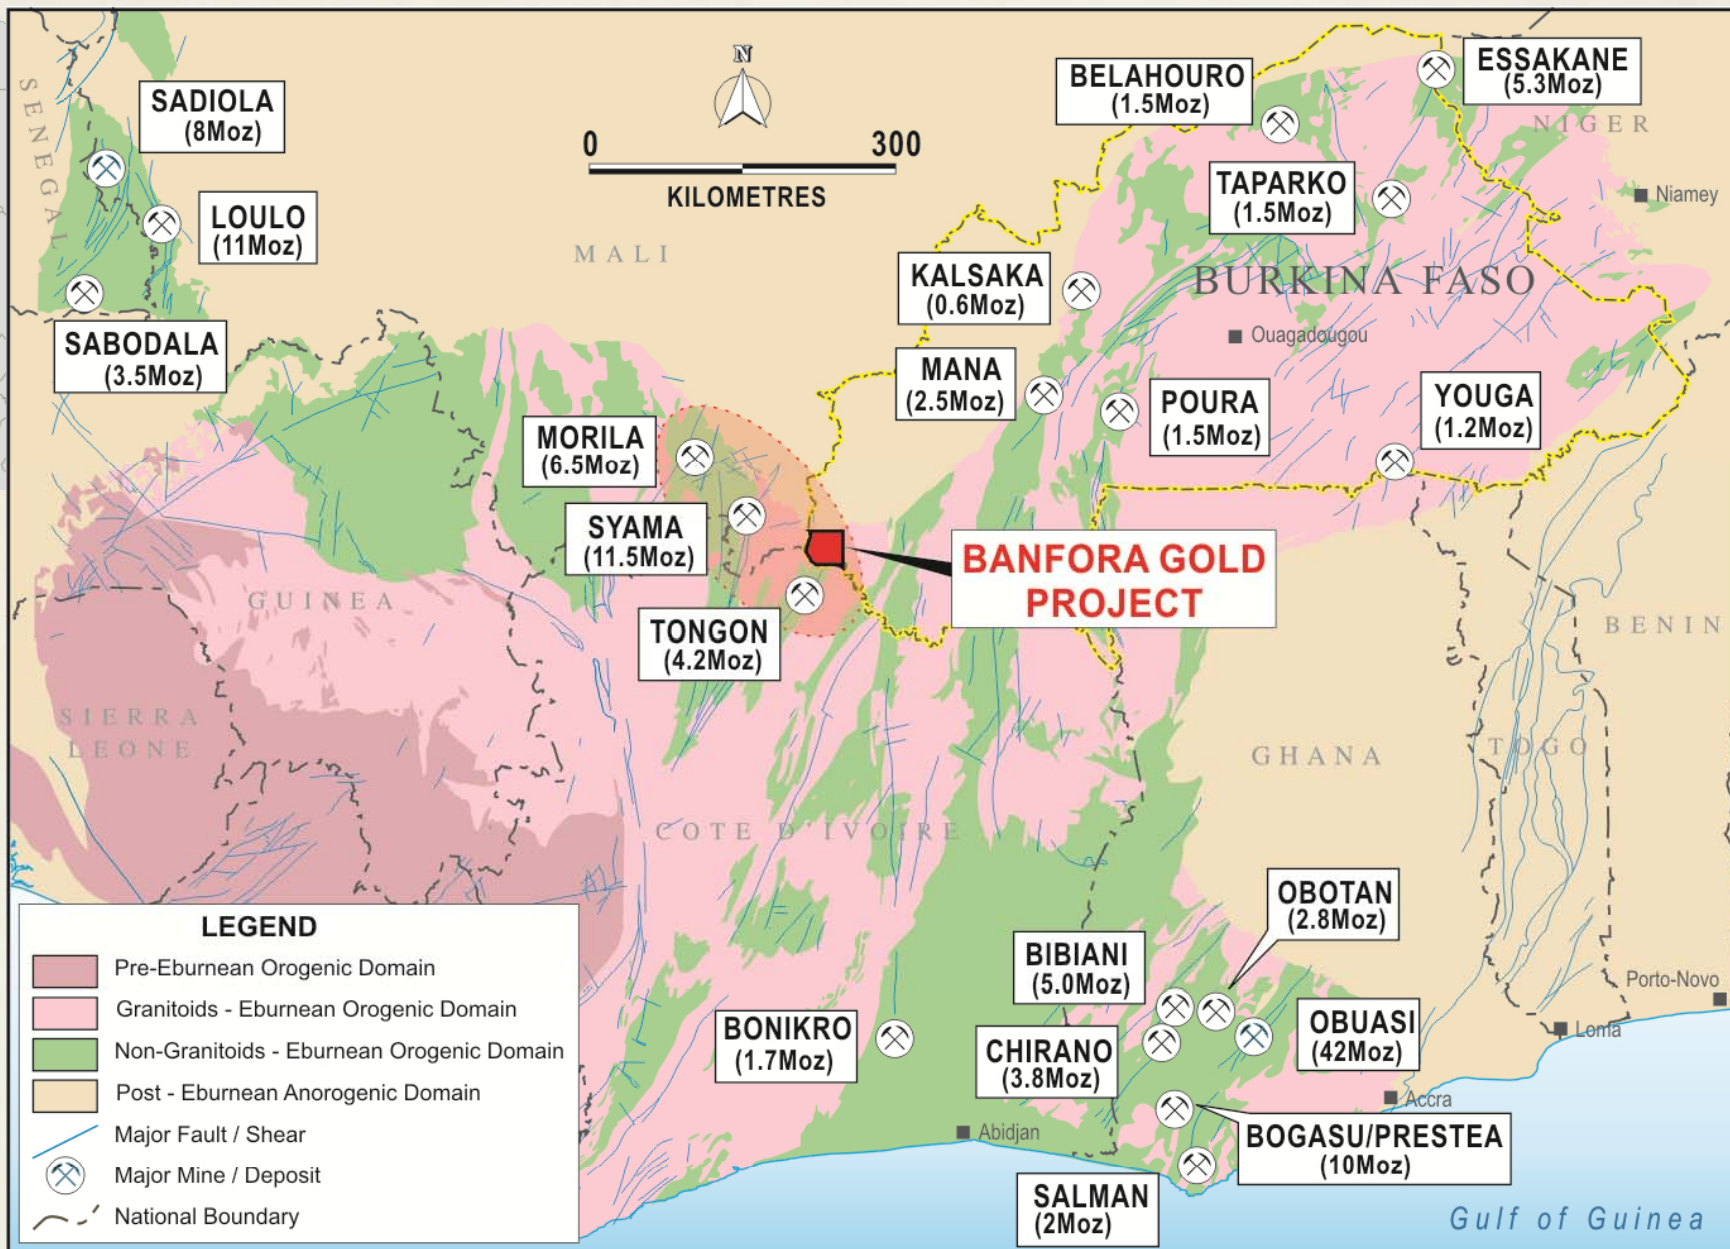 SENEGAL
SADIOLA
(8Moz)
LOULO
(11Moz)
SABODALA
(3.5Moz)
N
0
300
KILOMETRES
MALI
BELAHOURO
(1.5Moz)
ESSAKANE
(5.3Moz)
NIGER
TAPARKO
(1.5Moz)
Niamey
KALSAKA
(0.6Moz)
BURKINA FASO
Ouagadougou
MANA
(2.5Moz)
POURA
(1.5Moz)
YOUGA
(1.2Moz)
MORILA
(6.5Moz)
SYAMA
(11.5Moz)
BANFORA GOLD
PROJECT
TONGON
(4.2Moz)
GUINEA
SIERRA
LEONE
BENIN
GHANA
TOGO
COTE D'IVOIRE
OBOTAN
(2.8Moz)
BIBIANI
(5.0Moz)
OBUASI
(42Moz)
BONIKRO
(1.7Moz)
CHIRANO
(3.8Moz)
Porto-Novo
Loma
Accra
Abidjan
BOGASU/PRESTEA
(10Moz)
SALMAN
(2Moz)
Gulf of Guinea
LEGEND
Pre-Eburnean Orogenic Domain
Granitoids - Eburnean Orogenic Domain
Non-Granitoids - Eburnean Orogenic Domain
Post - Eburnean Anorogenic Domain
Major Fault / Shear
Major Mine / Deposit
National Boundary